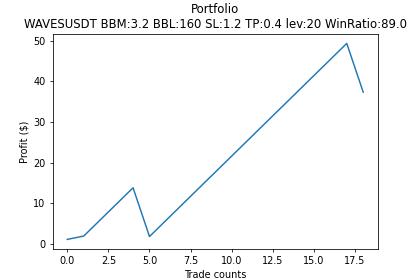 Portfolio
WAVESUSDT BBM:3.2 BBL:160 SL:1.2 TP:0.4 lev:20 WinRatio:89.0
50
40
30
20
10
0
Profit ($)
0.0 2.5 5.0 7.5 10.0 12.5 15.0 17.5
Trade counts